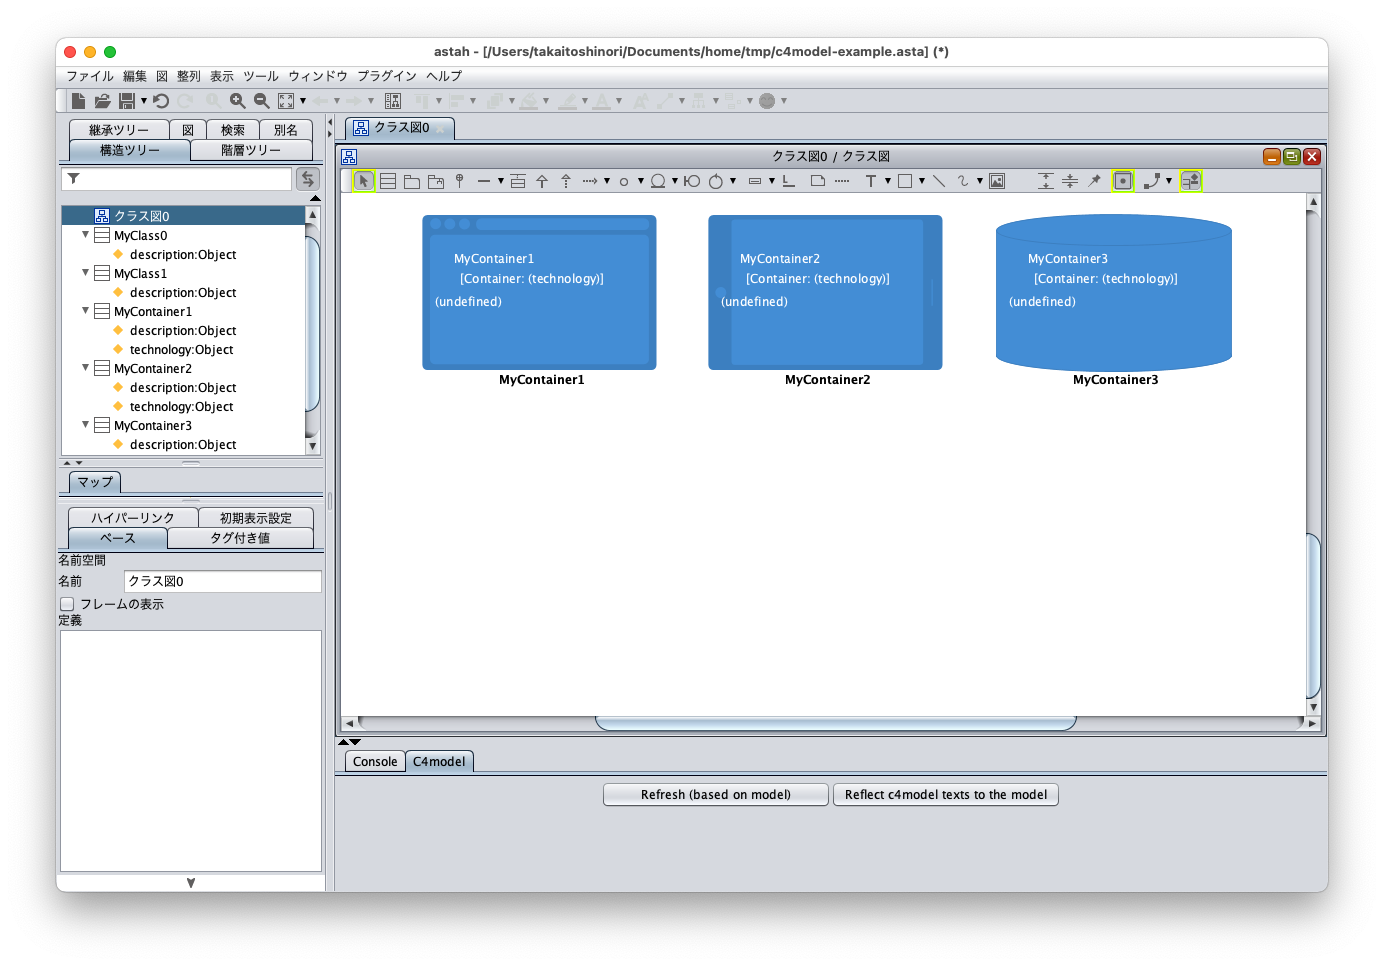 astah - [/Users/takaitoshinori/Documents/home/tmp/c4model-example.asta] (*)
ファイル 編集 図 整列 表示 ツール ウィンドウ プラグイン ヘルプ
継承ツリー 図 検索 別名
構造ツリー 階層ツリー
クラス図0
MyClass0
description:Object
MyClass1
description:Object
MyContainer1
description:Object
technology:Object
MyContainer2
description:Object
technology:Object
MyContainer3
description:Object
マップ
ハイパーリンク 初期表示設定
ベース タグ付き値
名前空間
名前 クラス図0
フレームの表示
定義
クラス図0
クラス図0 / クラス図
T
MyContainer1
[Container: (technology)]
(undefined)
MyContainer1
MyContainer2
[Container: (technology)]
(undefined)
MyContainer2
MyContainer3
[Container: (technology)]
(undefined)
MyContainer3
Console C4model
Refresh (based on model) Reflect c4model texts to the model